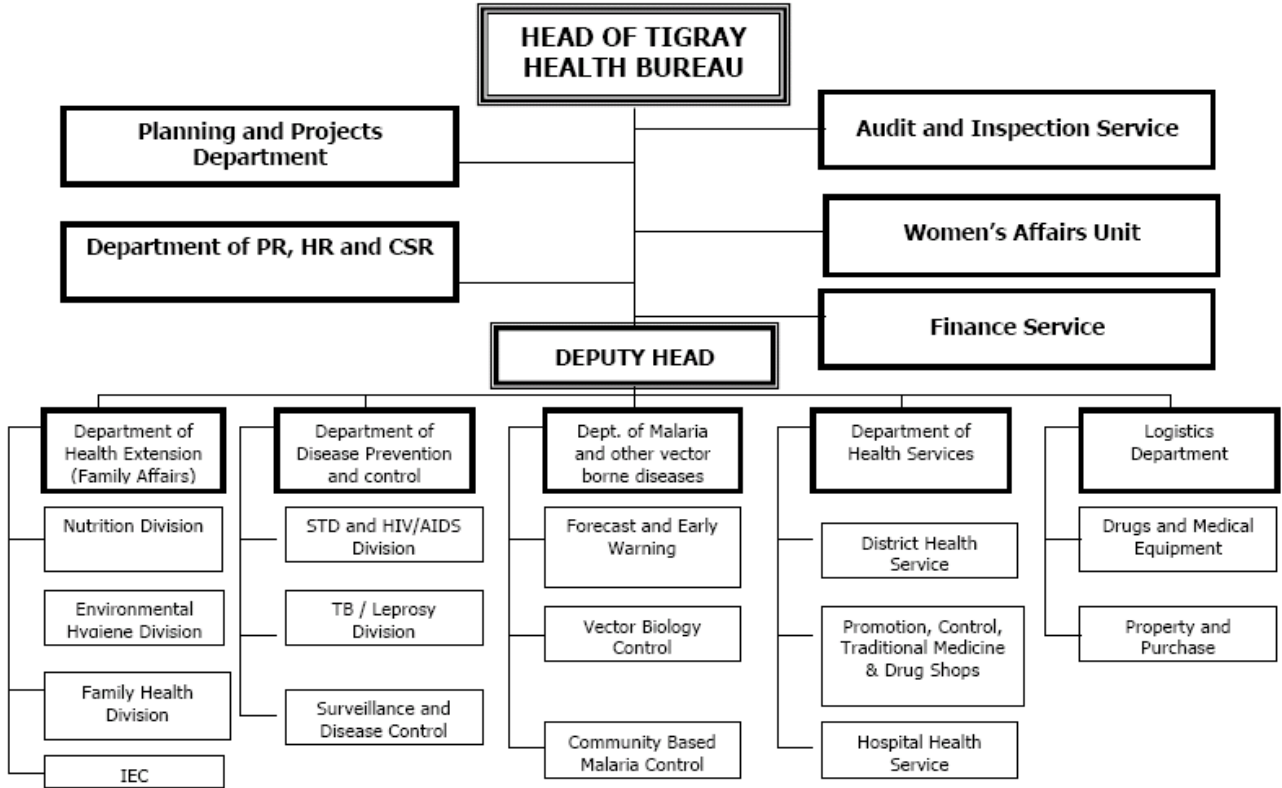 HEAD OF TIGRAY
HEALTH BUREAU
Planning and Projects
Department
Audit and Inspection Service
Department of PR, HR and CSR
Women's Affairs Unit
Finance Service
DEPUTY HEAD
Department of
Health Extension
(Family Affairs)
Department of
Disease Prevention
and control
Dept. of Malaria
and other vector
borne diseases
Department of
Health Services
Logistics
Department
Nutrition Division
Environmental
Hygiene Division
Family Health
Division
IEC
STD and HIV/AIDS
Division
TB / Leprosy
Division
Surveillance and
Disease Control
Forecast and Early
Warning
Vector Biology
Control
Community Based
Malaria Control
District Health
Service
Promotion, Control,
Traditional Medicine
& Drug Shops
Hospital Health
Service
Drugs and Medical
Equipment
Property and
Purchase